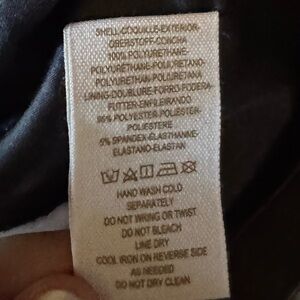 SHELL-COQUILLE-EXTERIOR-
OBERSTOFF-CONCHA
100% POLYURETHANE-
POLYURETHANE-POLIURETANO-
POLYURETHAN-POLIURETANO
LINING-DOUBLURE-FORRO-FODERA-
FUTTER-ENFILEIRANDO
95% POLYESTER-POLIESTER-
POLIESTERE
5% SPANDEX-ELASTHANNE-
ELASTANO-ELASTAN
HAND WASH COLD
SEPARATELY
DO NOT WRING OR TWIST
DO NOT BLEACH
LINE DRY
COOL IRON ON REVERSE SIDE
AS NEEDED
DO NOT DRY CLEAN